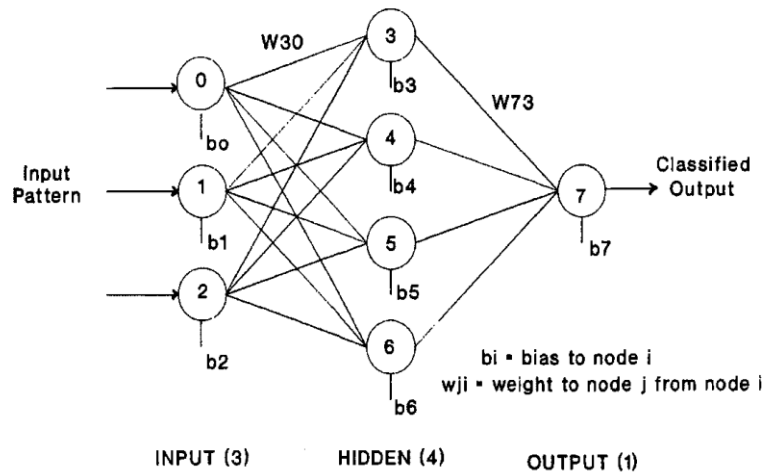 W30
3
0
b3
W73
bo
4
Input
Pattern
1
b4
7
Classified
Output
b1
5
b7
2
b5
b2
6
bi = bias to node i
wji = weight to node j from node i
b6
INPUT (3)
HIDDEN (4)
OUTPUT (1)